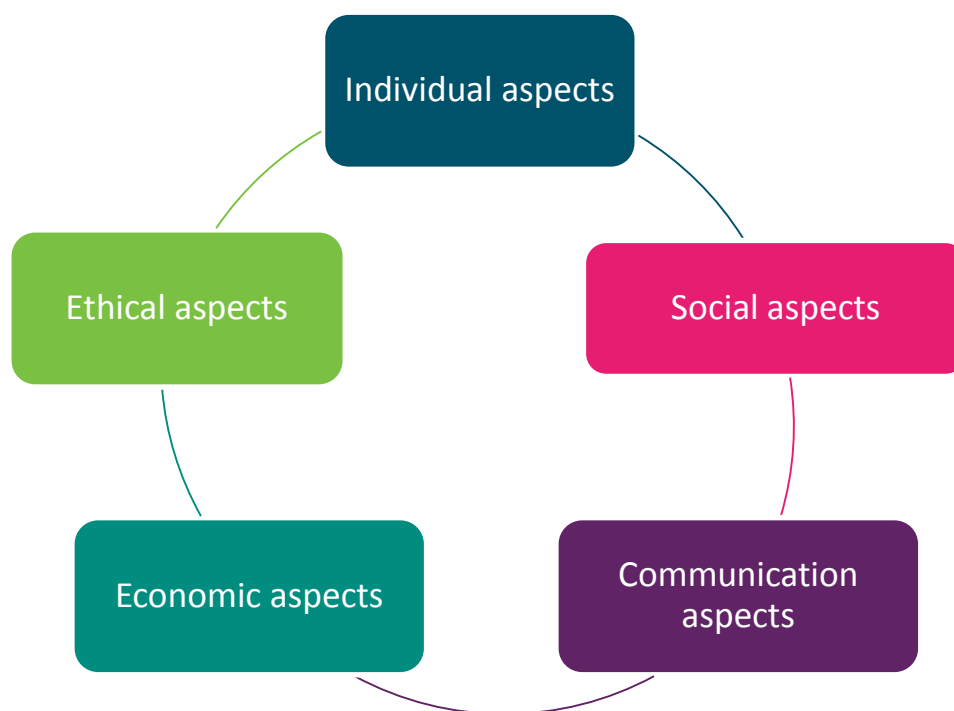 Individual aspects
Ethical aspects
Social aspects
Economic aspects
Communication
aspects